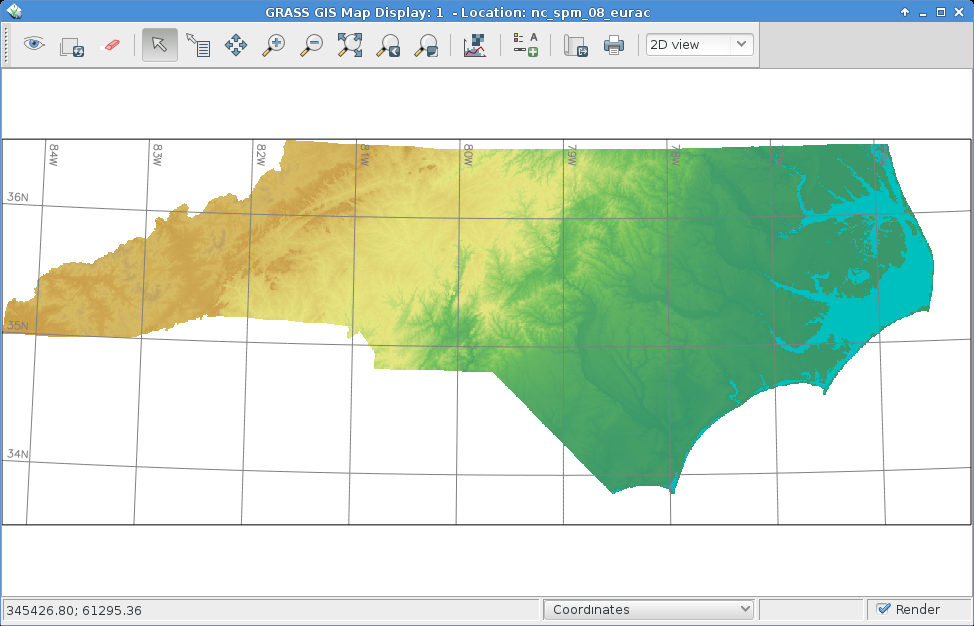 GRASS GIS Map Display: 1 - Location: nc_spm_08_eurac
A
2D view
84W
83W
82W
81W
80W
79W
78W
36N
35N
34N
345426.80; 61295.36
Coordinates
Render